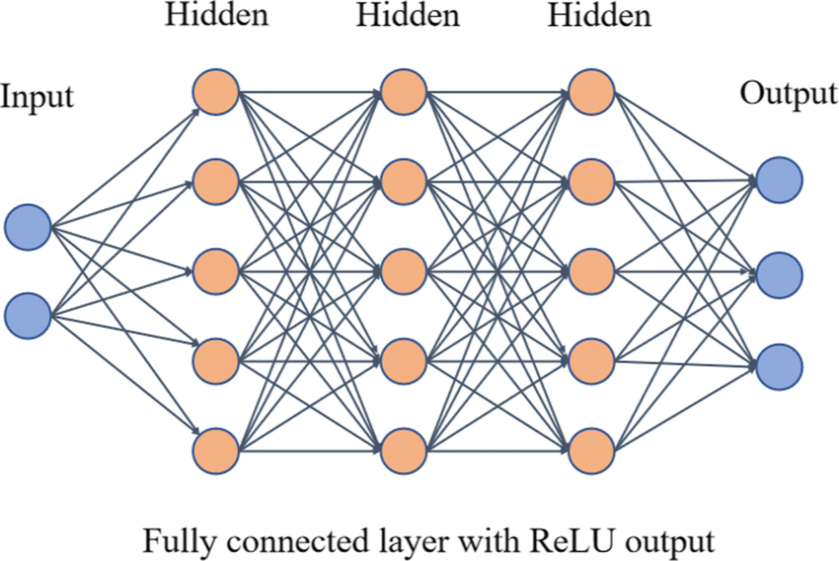 Hidden Hidden Hidden
Input
Output
Fully connected layer with ReLU output